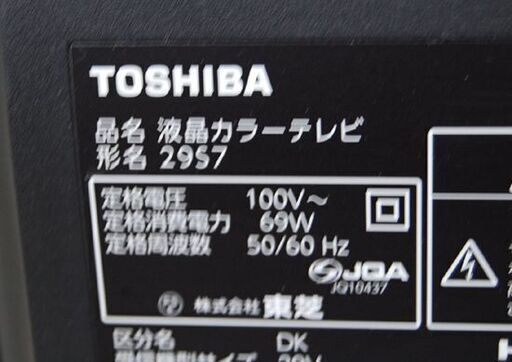 TOSHIBA
品名 液晶カラーテレビ
形名 29S7
定格電圧 100V～
定格消費電力 69W
定格周波数 50/60 Hz
JQA
JQ10437
株式会社 東芝
区分名 DK